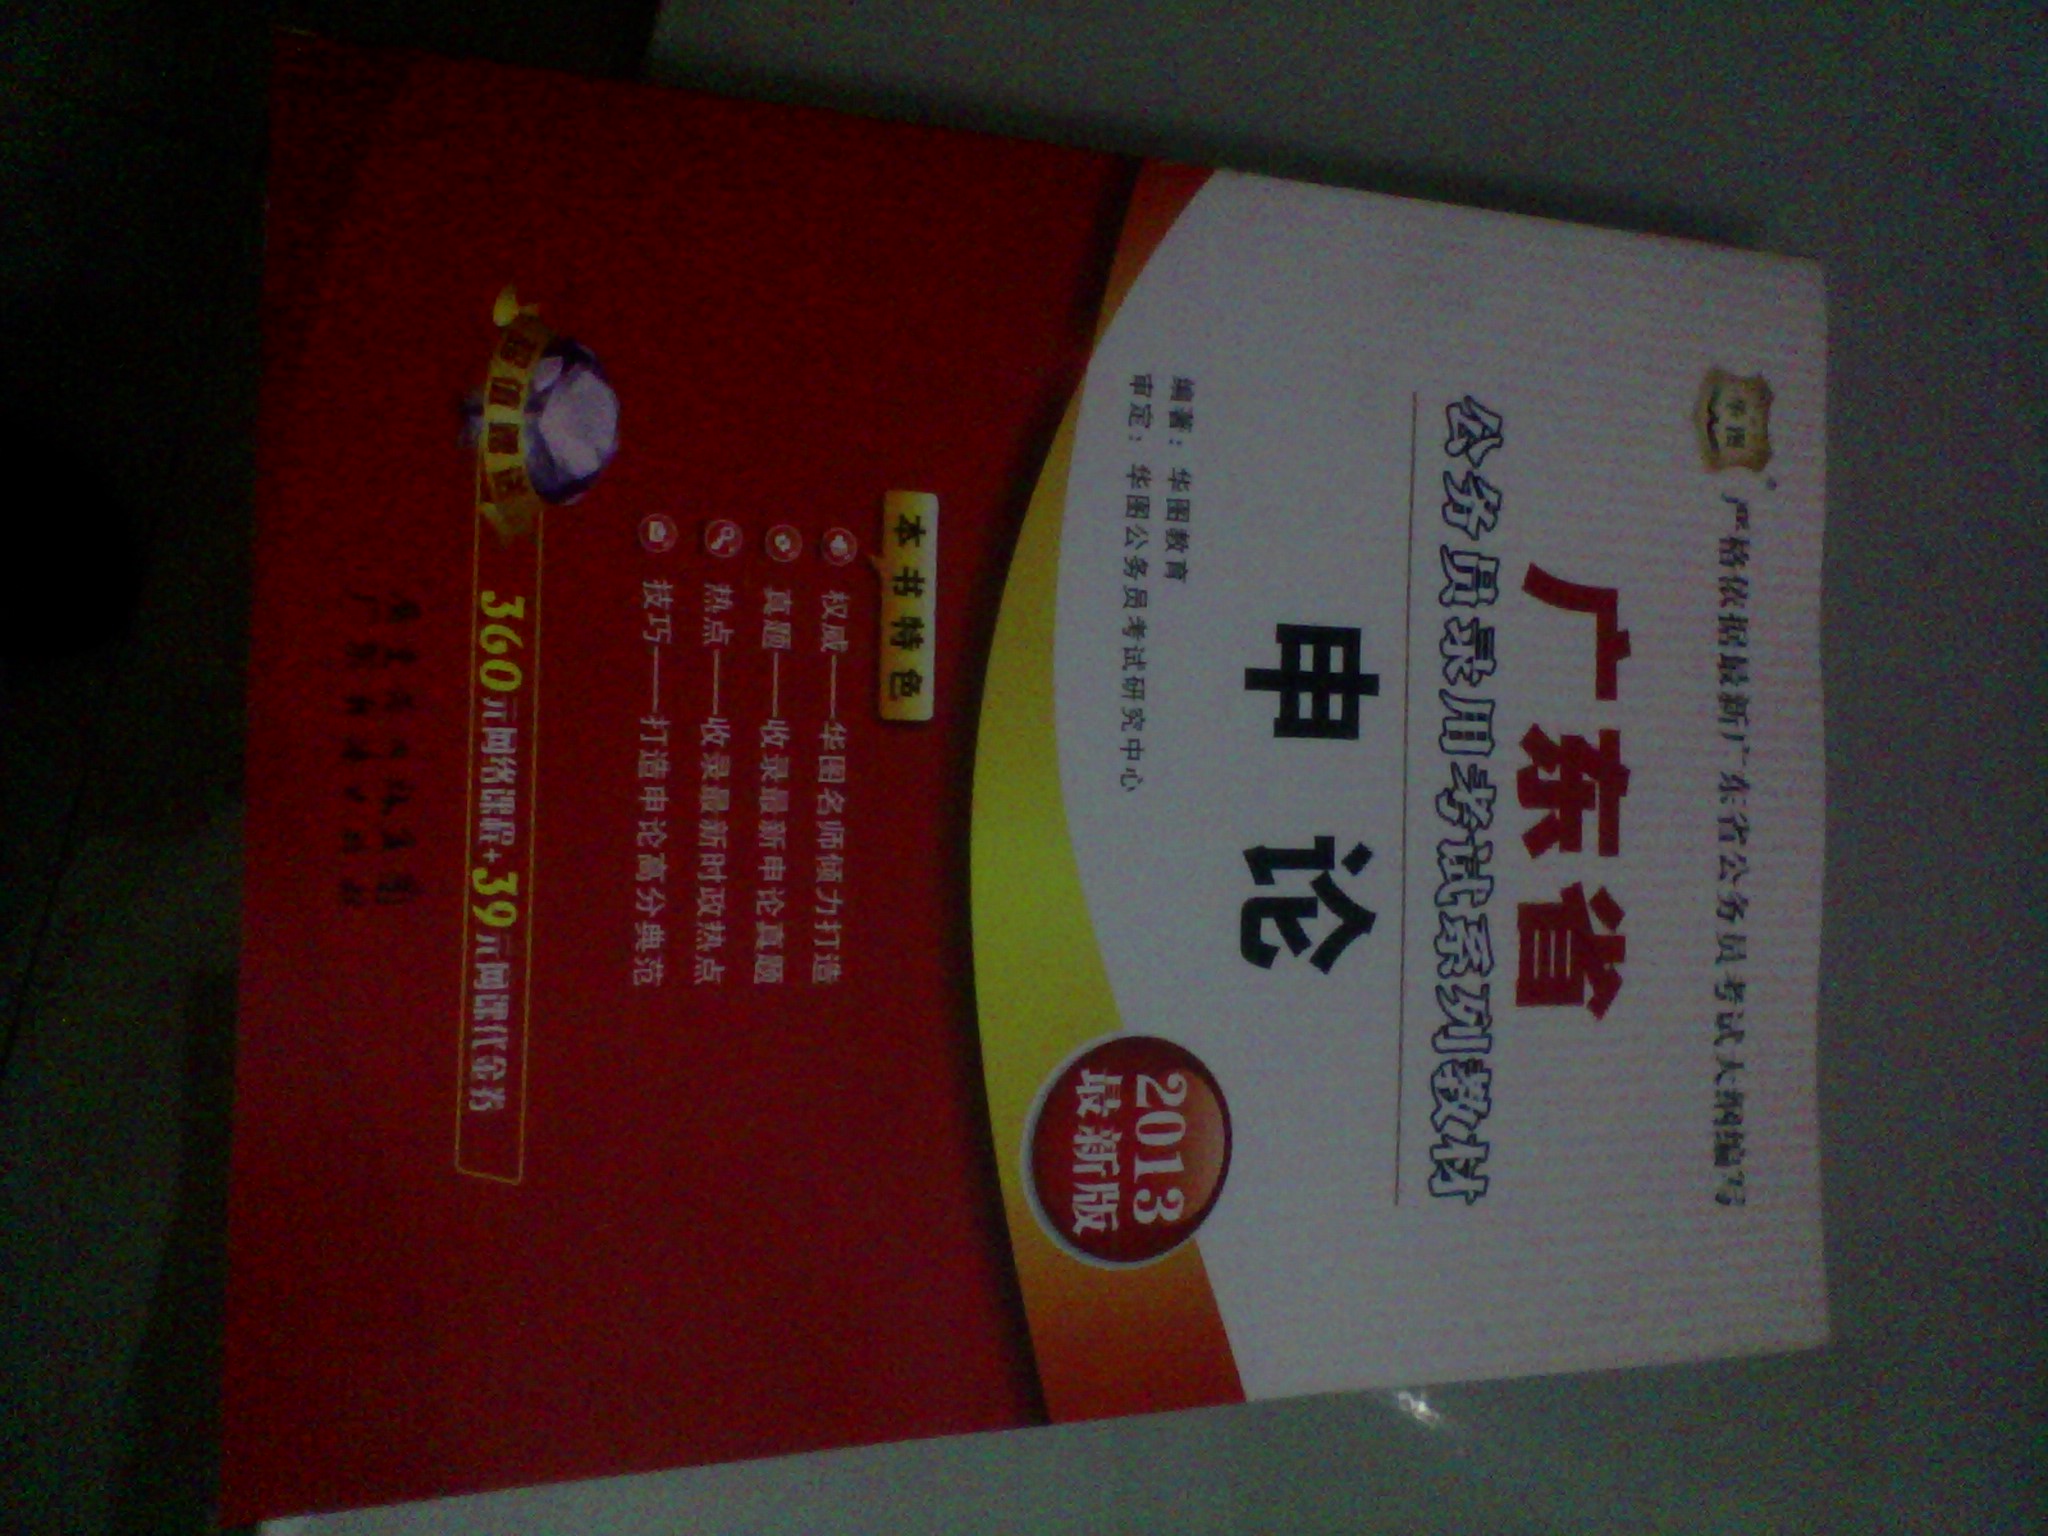 华图
严格依据最新广东省公务员考试大纲编写
广东省
公务员录用考试系列教材
申论
编著：华图教育
审定：华图公务员考试研究中心
2013
最新版
本书特色
权威——华图名师倾力打造
真题——收录最新申论真题
热点——收录最新时政热点
技巧——打造申论高分典范
超值赠送
360元网络课程+39元网课代金券